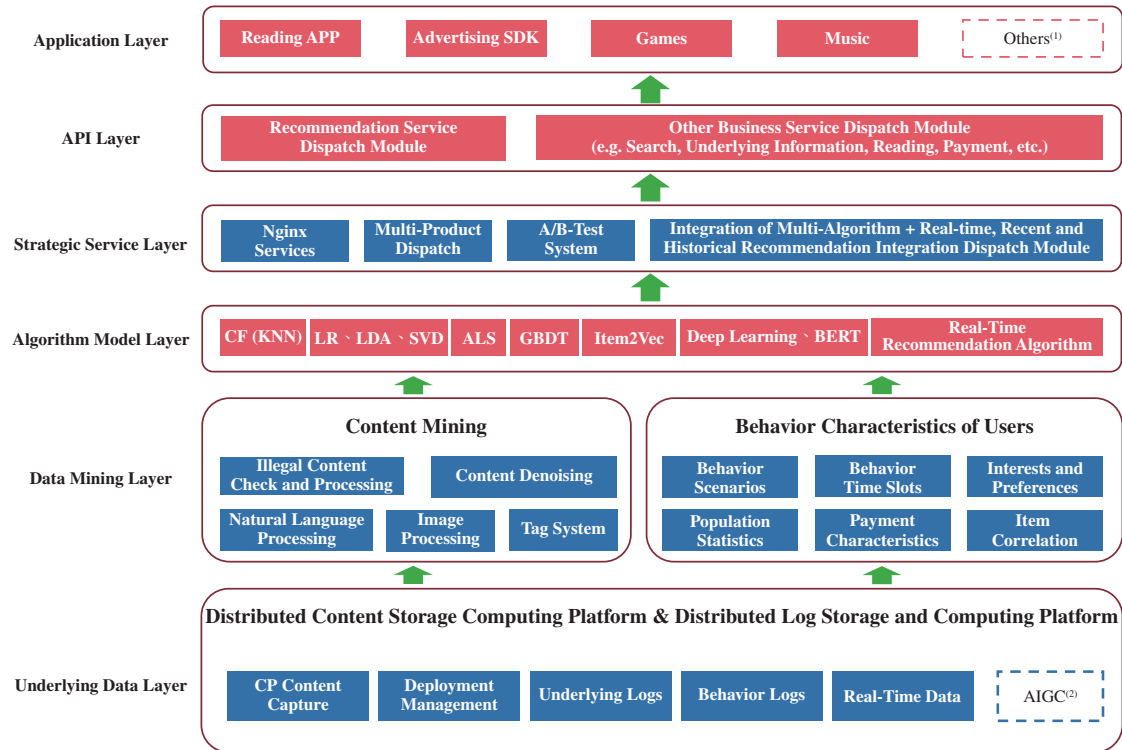 Application Layer
Reading APP
Advertising SDK
Games
Music
Others(1)
API Layer
Recommendation Service
Dispatch Module
Other Business Service Dispatch Module
(e.g. Search, Underlying Information, Reading, Payment, etc.)
Strategic Service Layer
Nginx
Services
Multi-Product
Dispatch
A/B-Test
System
Integration of Multi-Algorithm + Real-time, Recent and
Historical Recommendation Integration Dispatch Module
Algorithm Model Layer
CF (KNN)
LR、LDA、SVD
ALS
GBDT
Item2Vec
Deep Learning、BERT
Real-Time
Recommendation Algorithm
Data Mining Layer
Content Mining
Illegal Content
Check and Processing
Content Denoising
Natural Language
Processing
Image
Processing
Tag System
Behavior Characteristics of Users
Behavior
Scenarios
Behavior
Time Slots
Interests and
Preferences
Population
Statistics
Payment
Characteristics
Item
Correlation
Underlying Data Layer
Distributed Content Storage Computing Platform & Distributed Log Storage and Computing Platform
CP Content
Capture
Deployment
Management
Underlying Logs
Behavior Logs
Real-Time Data
AIGC(2)